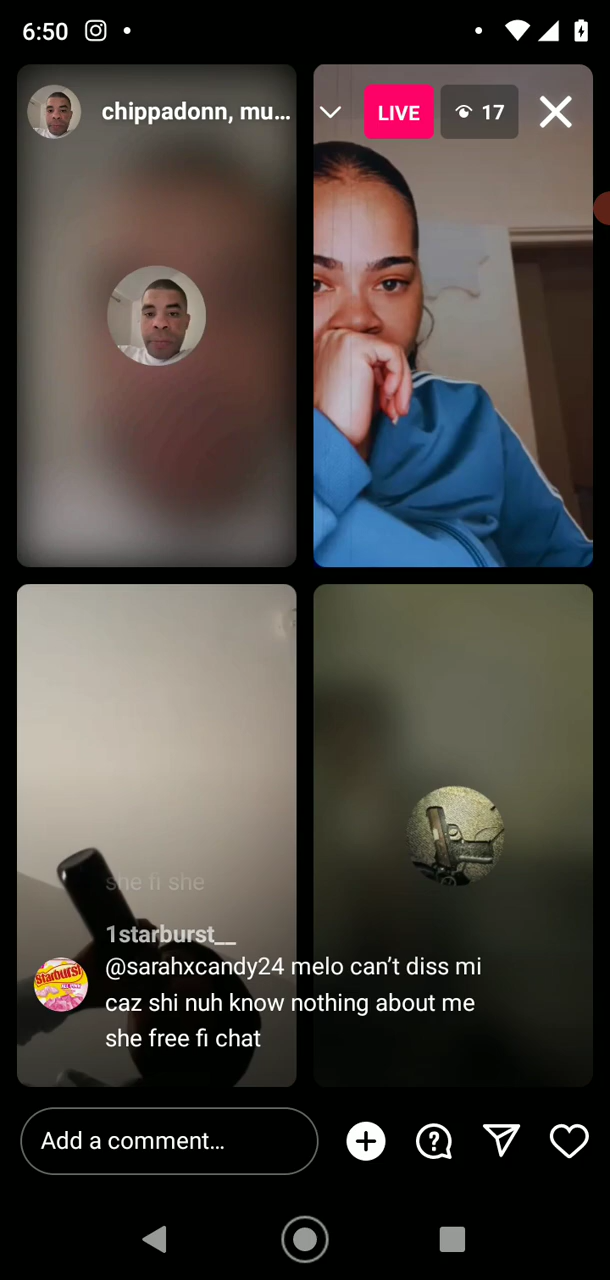 6:50
chippadonn, mu...
LIVE
17
she fi she
1starburst__
Starburst
@sarahxcandy24 melo can't diss mi
caz shi nuh know nothing about me
she free fi chat
Add a comment...